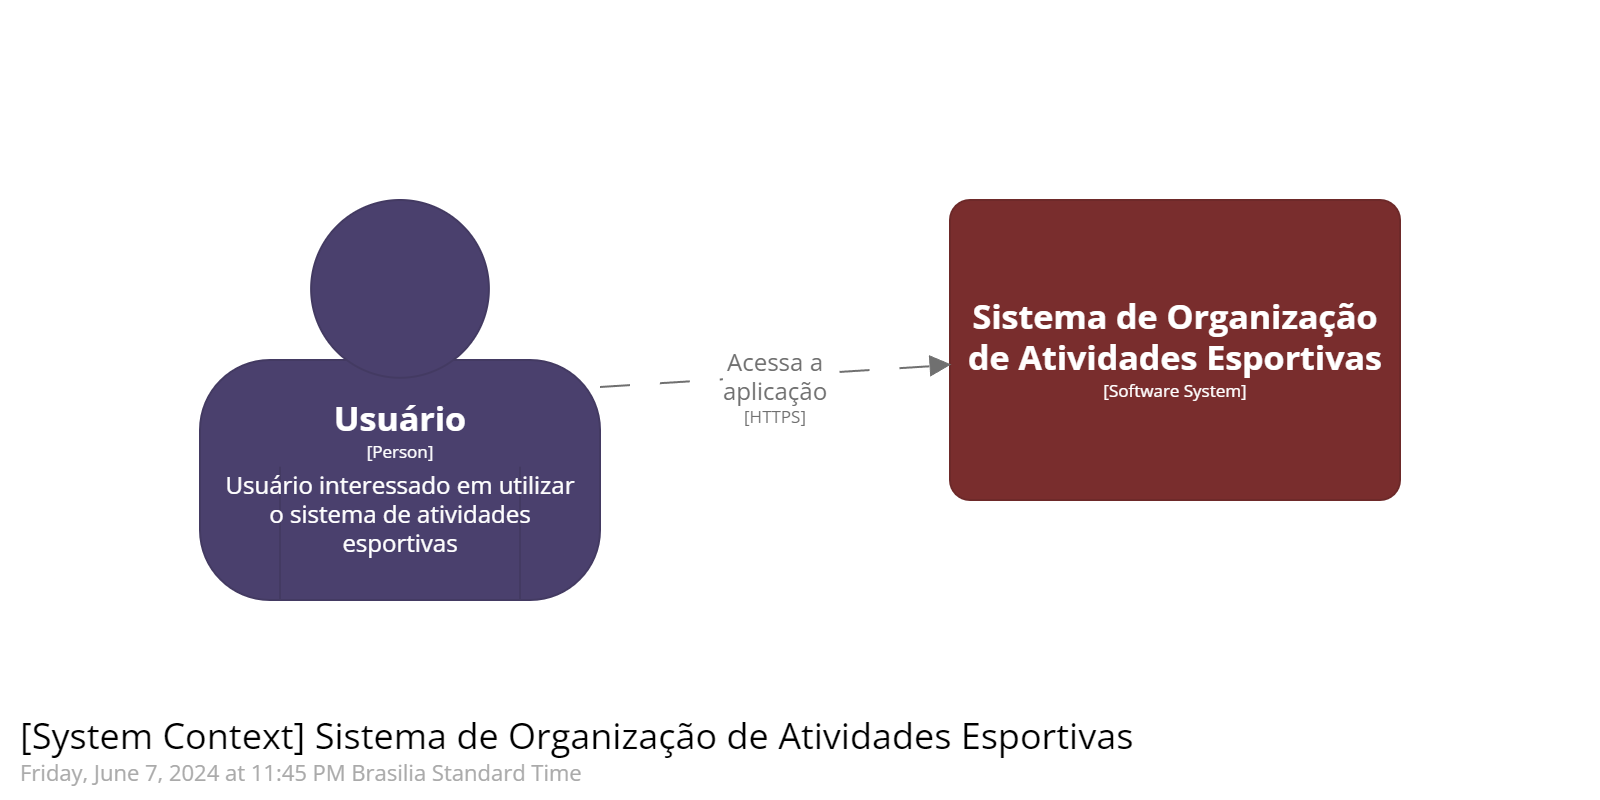 Usuário
[Person]
Usuário interessado em utilizar
o sistema de atividades
esportivas
Acessa a
aplicação
[HTTPS]
Sistema de Organização
de Atividades Esportivas
[Software System]
[System Context] Sistema de Organização de Atividades Esportivas
Friday, June 7, 2024 at 11:45 PM Brasilia Standard Time